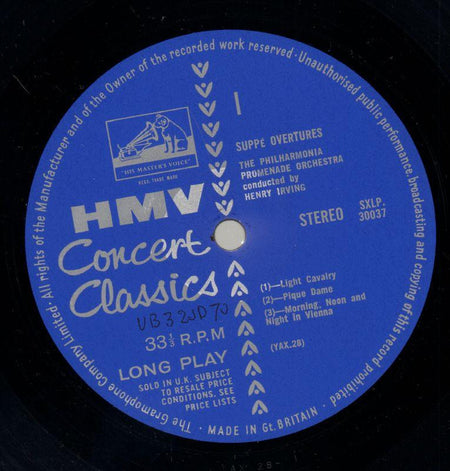 All rights of the Manufacturer and of the Owner of the recorded work reserved · Unauthorised public performance, broadcasting and copying of this record prohibited
I
SUPPÉ OVERTURES
THE PHILHARMONIA
PROMENADE ORCHESTRA
conducted by
HENRY IRVING
STEREO
SXLP.
30037
"HIS MASTER'S VOICE"
REGD. TRADE MARK
HMV
Concert
Classics
33⅓ R.P.M
LONG PLAY
SOLD IN U.K. SUBJECT
TO RESALE PRICE
CONDITIONS. SEE
PRICE LISTS
(1)—Light Cavalry
(2)—Pique Dame
(3)—Morning, Noon and
Night in Vienna
(YAX.28)
The Gramophone Company Limited ·
· MADE IN Gt. BRITAIN ·